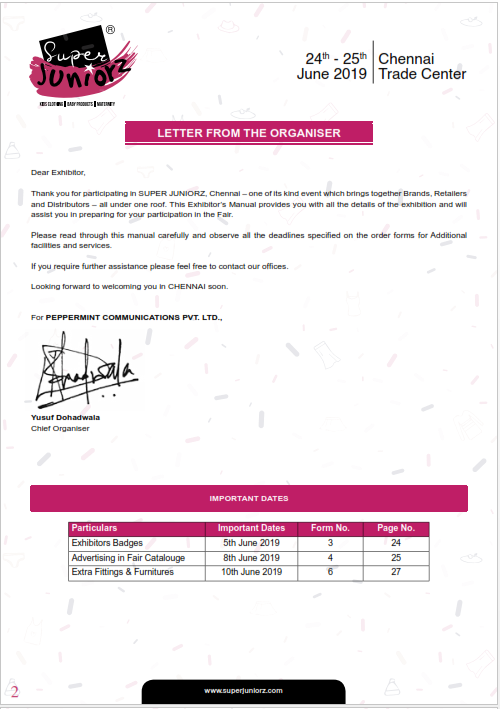 Super
Juniorz
®
KIDS CLOTHING | BABY PRODUCTS | MATERNITY
24th - 25th
June 2019
Chennai
Trade Center
LETTER FROM THE ORGANISER
Dear Exhibitor,
Thank you for participating in SUPER JUNIORZ, Chennai – one of its kind event which brings together Brands, Retailers
and Distributors – all under one roof. This Exhibitor's Manual provides you with all the details of the exhibition and will
assist you in preparing for your participation in the Fair.
Please read through this manual carefully and observe all the deadlines specified on the order forms for Additional
facilities and services.
If you require further assistance please feel free to contact our offices.
Looking forward to welcoming you in CHENNAI soon.
For PEPPERMINT COMMUNICATIONS PVT. LTD.,
Yusuf Dohadwala
Chief Organiser
IMPORTANT DATES
Particulars Important Dates Form No. Page No.
Exhibitors Badges 5th June 2019 3 24
Advertising in Fair Catalouge 8th June 2019 4 25
Extra Fittings & Furnitures 10th June 2019 6 27
2
www.superjuniorz.com